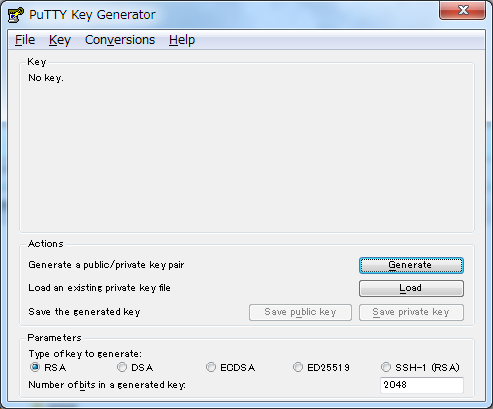 PuTTY Key Generator
File Key Conversions Help
Key
No key.
Actions
Generate a public/private key pair Generate
Load an existing private key file Load
Save the generated key Save public key Save private key
Parameters
Type of key to generate:
RSA DSA ECDSA ED25519 SSH-1 (RSA)
Number of bits in a generated key: 2048